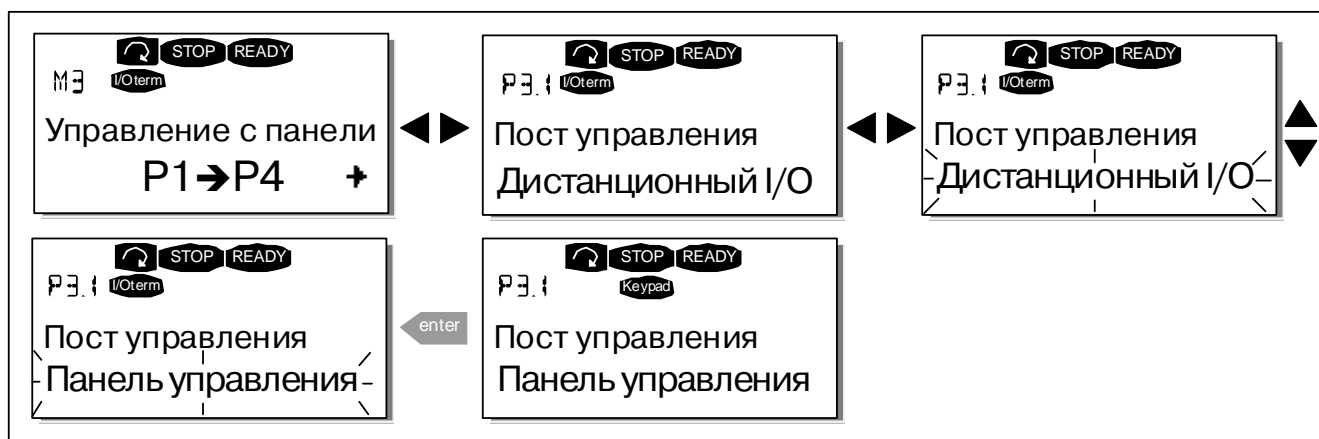 STOP READY
M3 I/Oterm
Управление с панели
P1➔P4
STOP READY
P3.1 I/Oterm
Пост управления
Дистанционный I/O
STOP READY
P3.1 I/Oterm
Пост управления
Дистанционный I/O
STOP READY
P3.1 I/Oterm
Пост управления
Панель управления
enter
STOP READY
P3.1 Keypad
Пост управления
Панель управления